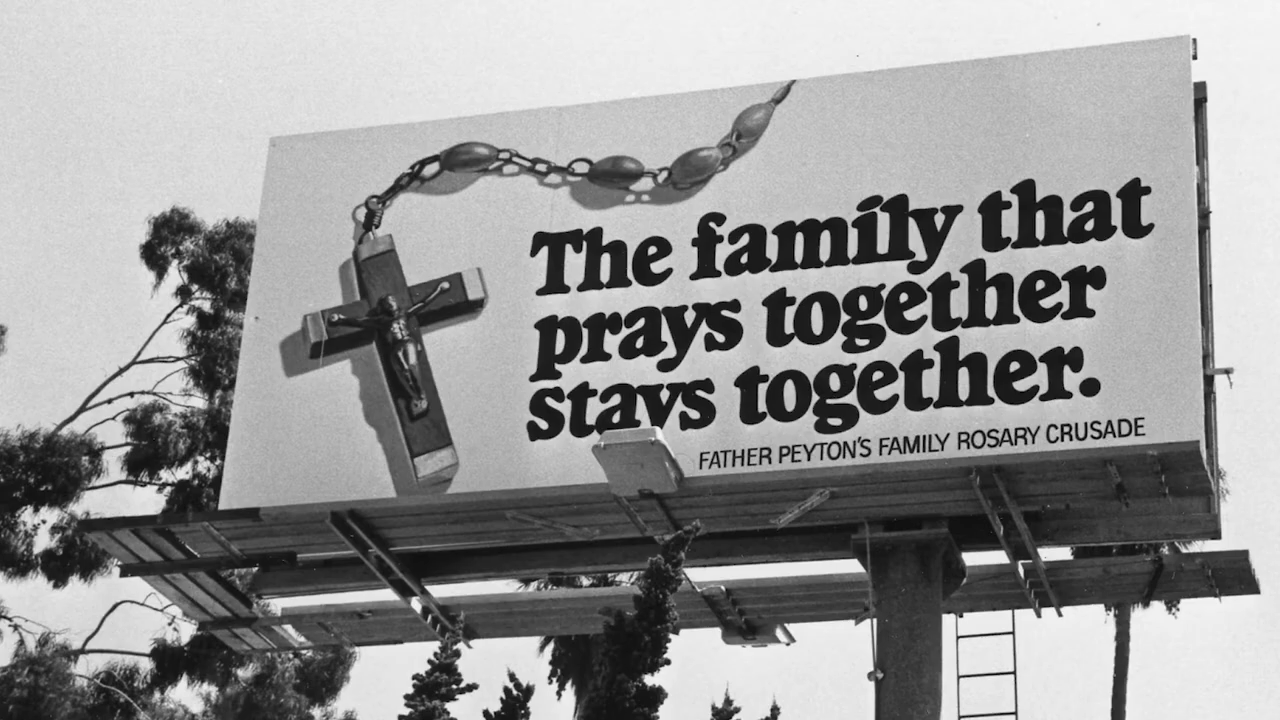 The family that
prays together
stays together.
FATHER PEYTON'S FAMILY ROSARY CRUSADE